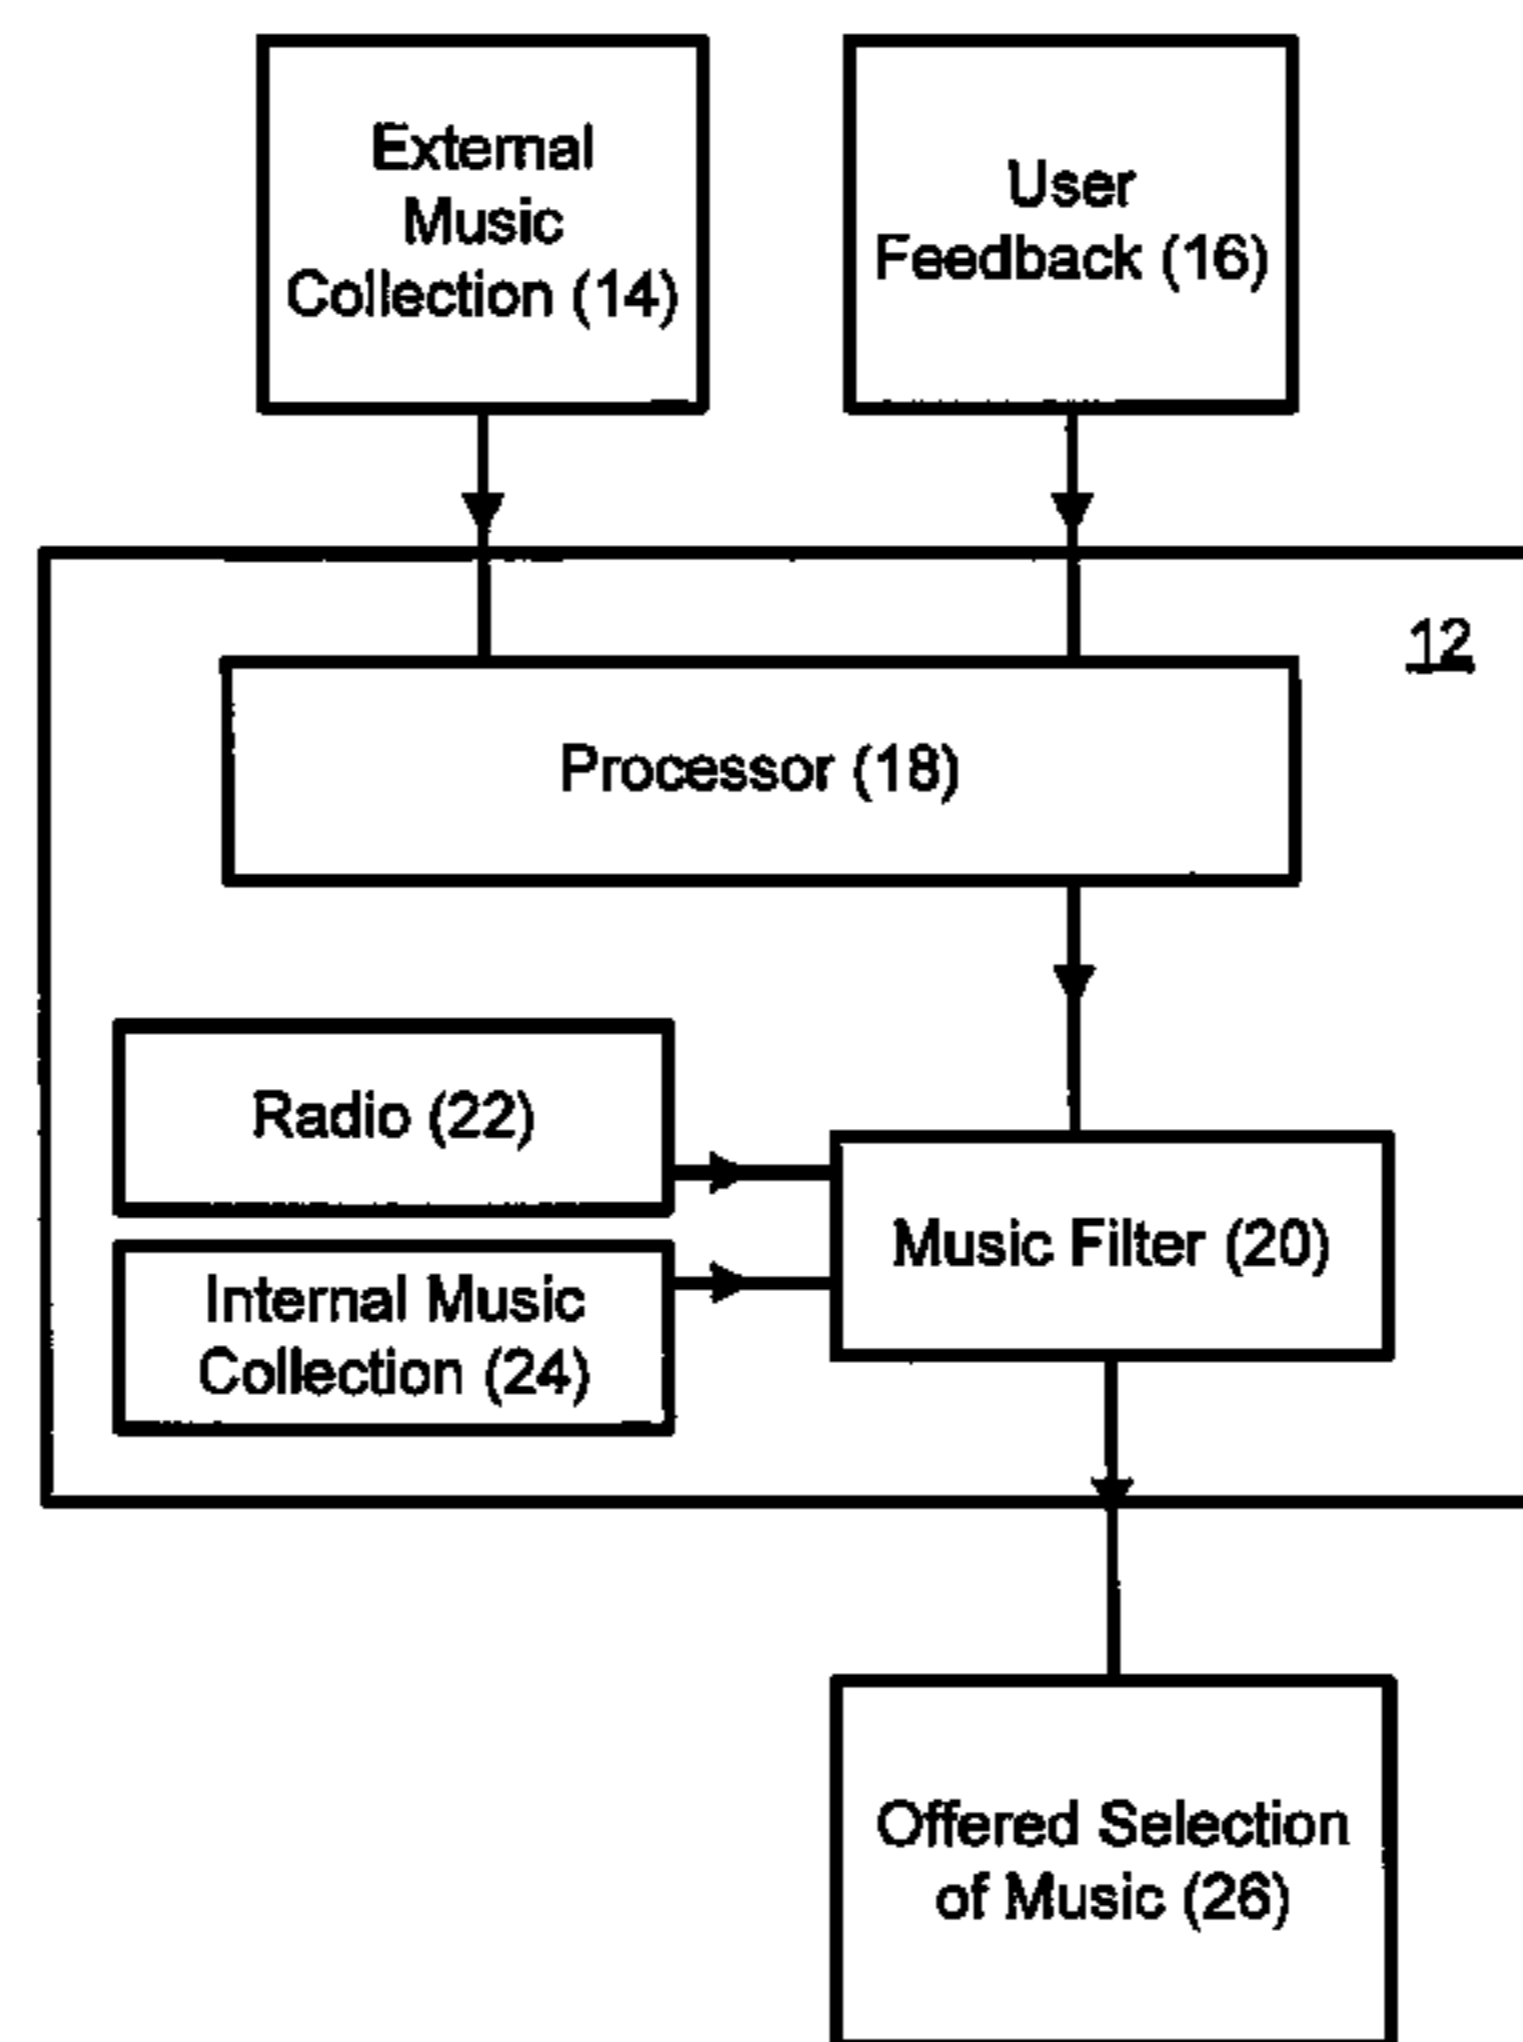 External
Music
Collection (14)
User
Feedback (16)
12
Processor (18)
Radio (22)
Internal Music
Collection (24)
Music Filter (20)
Offered Selection
of Music (26)